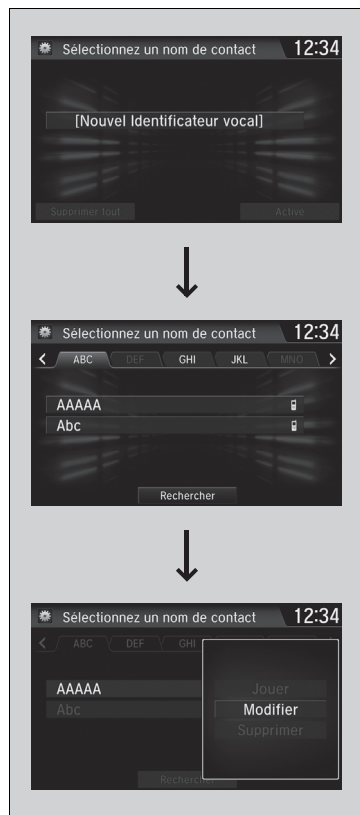 Sélectionnez un nom de contact 12:34
[Nouvel Identificateur vocal]
Supprimer tout Activé
Sélectionnez un nom de contact 12:34
< ABC DEF GHI JKL MNO >
AAAAA
Abc
Rechercher
Sélectionnez un nom de contact 12:34
< ABC DEF GHI
AAAAA
Abc
Jouer
Modifier
Supprimer
Rechercher